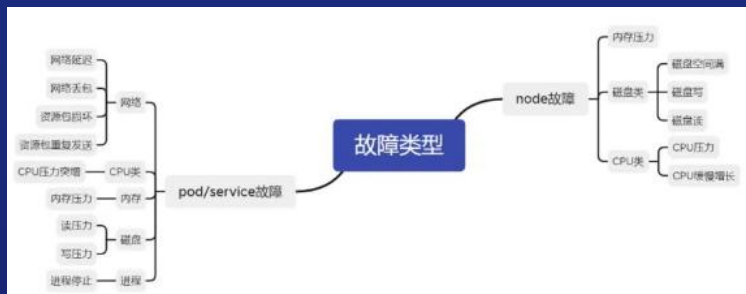 故障类型
pod/service故障
网络
网络延迟
网络丢包
资源包损坏
资源包重复发送
CPU类
CPU压力突增
内存
内存压力
磁盘
读压力
写压力
进程
进程停止
node故障
内存压力
磁盘类
磁盘空间满
磁盘写
磁盘读
CPU类
CPU压力
CPU缓慢增长